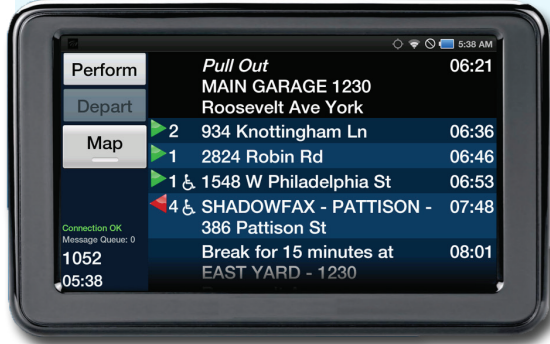 5:38 AM
Perform
Depart
Map
Connection OK
Message Queue: 0
1052
05:38
Pull Out 06:21
MAIN GARAGE 1230
Roosevelt Ave York
2 934 Knottingham Ln 06:36
1 2824 Robin Rd 06:46
1 1548 W Philadelphia St 06:53
4 SHADOWFAX - PATTISON - 07:48
386 Pattison St
Break for 15 minutes at 08:01
EAST YARD - 1230